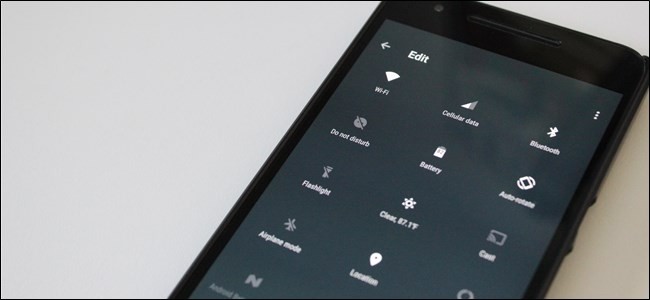 Edit
Wi-Fi
Cellular data
Bluetooth
Do not disturb
Battery
Auto-rotate
Flashlight
Clear, 87.1°F
Cast
Airplane mode
Location
Android